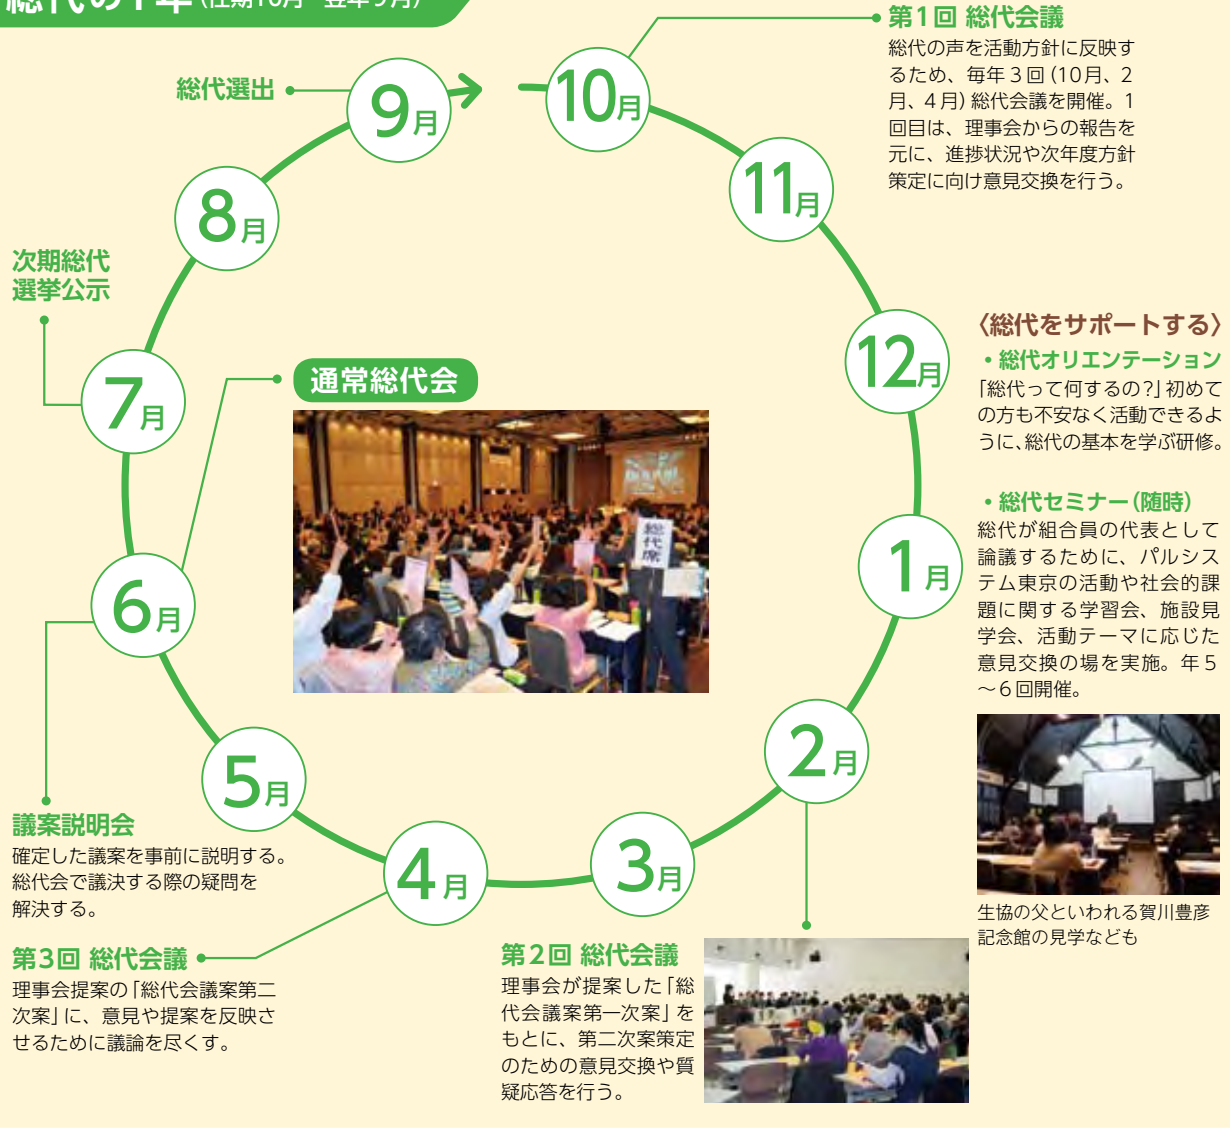 総代の1年(任期10月~翌年9月)
第1回 総代会議
総代の声を活動方針に反映す
るため、毎年3回(10月、2
月、4月)総代会議を開催。1
回目は、理事会からの報告を
元に、進捗状況や次年度方針
策定に向け意見交換を行う。
総代選出
9月
10月
11月
8月
次期総代
選挙公示
12月
〈総代をサポートする〉
・総代オリエンテーション
「総代って何するの?」初めて
の方も不安なく活動できるよ
うに、総代の基本を学ぶ研修。
7月
通常総代会
総代席
・総代セミナー(随時)
総代が組合員の代表として
論議するために、パルシス
テム東京の活動や社会的課
題に関する学習会、施設見
学会、活動テーマに応じた
意見交換の場を実施。年5
~6回開催。
1月
6月
2月
5月
生協の父といわれる賀川豊彦
記念館の見学なども
議案説明会
確定した議案を事前に説明する。
総代会で議決する際の疑問を
解決する。
4月
3月
第3回 総代会議
理事会提案の「総代会議案第二
次案」に、意見や提案を反映さ
せるために議論を尽くす。
第2回 総代会議
理事会が提案した「総
代会議案第一次案」を
もとに、第二次案策定
のための意見交換や質
疑応答を行う。